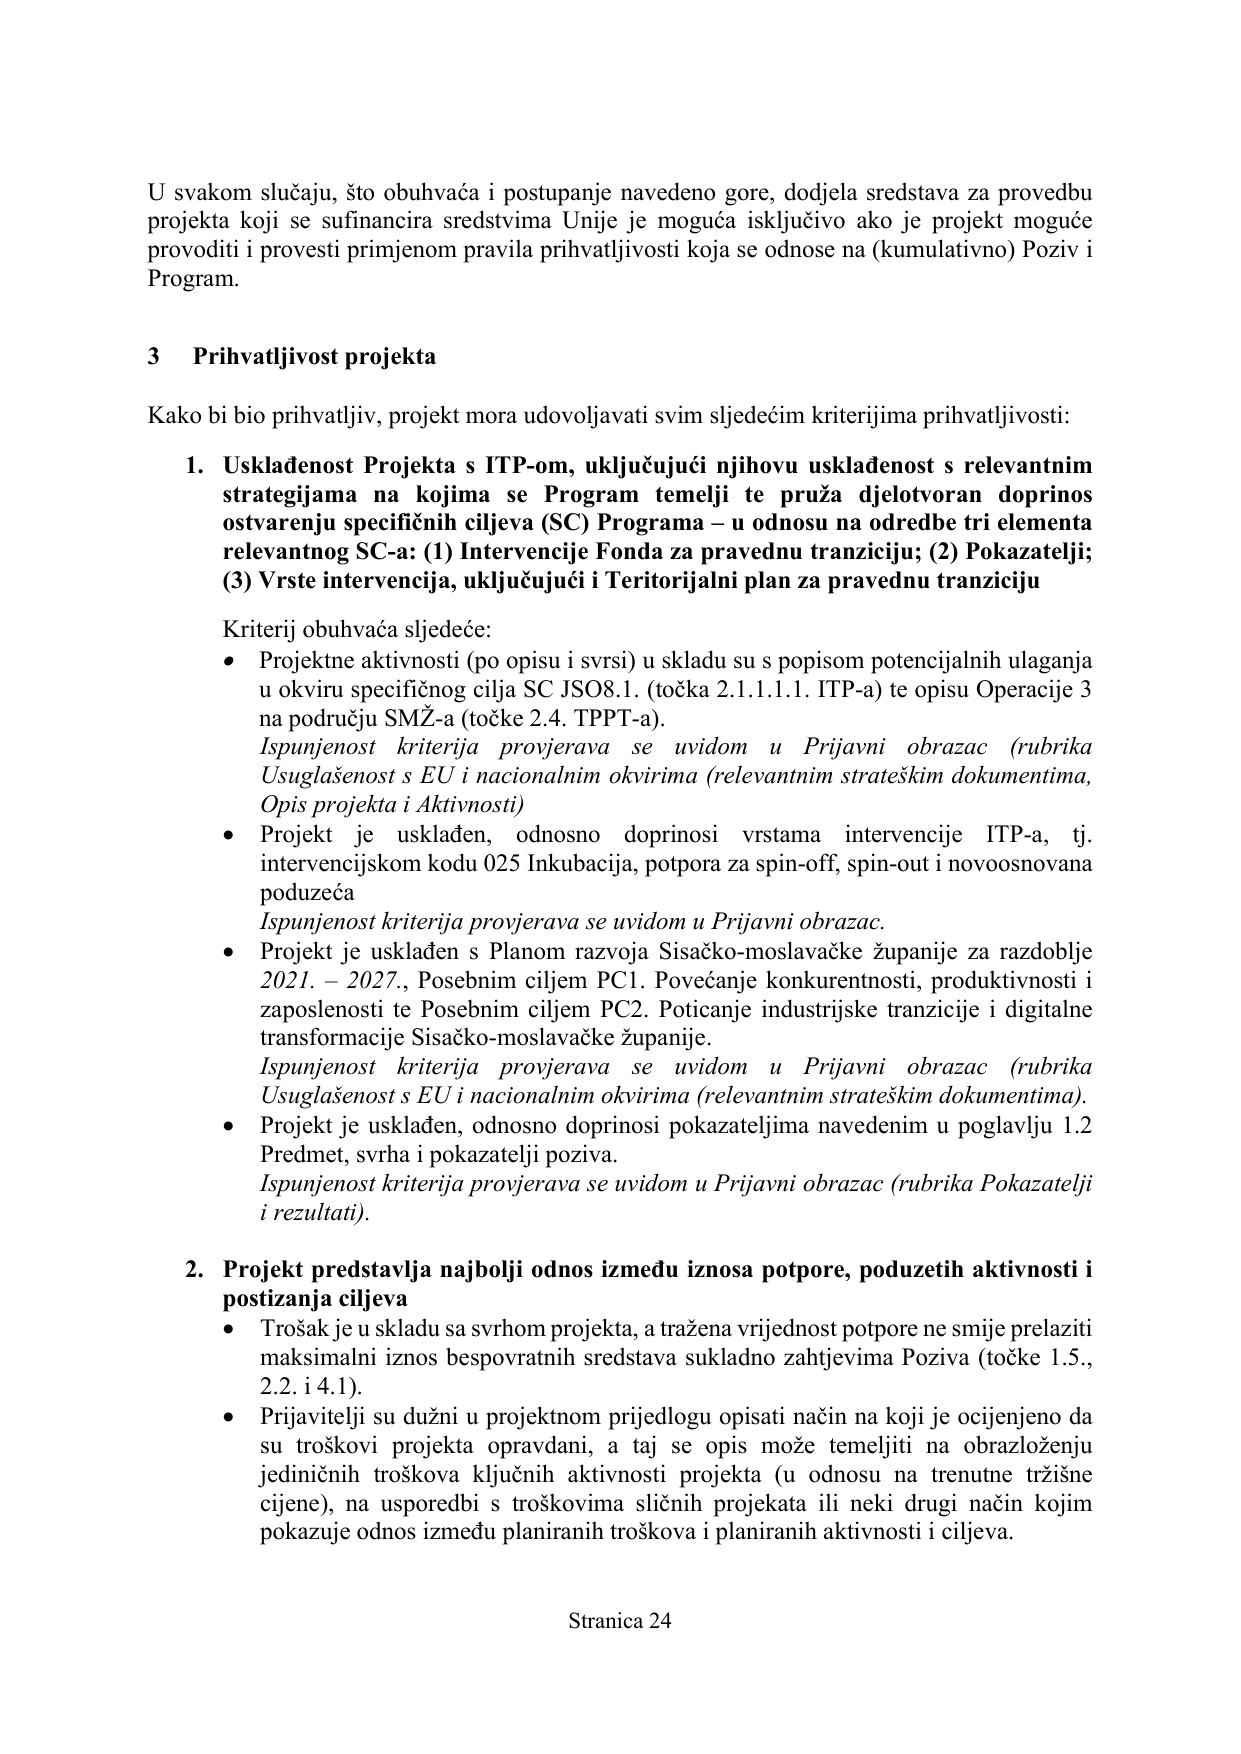 U svakom slučaju, što obuhvaća i postupanje navedeno gore, dodjela sredstava za provedbu
projekta koji se sufinancira sredstvima Unije je moguća isključivo ako je projekt moguće
provoditi i provesti primjenom pravila prihvatljivosti koja se odnose na (kumulativno) Poziv i
Program.
3 Prihvatljivost projekta
Kako bi bio prihvatljiv, projekt mora udovoljavati svim sljedećim kriterijima prihvatljivosti:
1. Usklađenost Projekta s ITP-om, uključujući njihovu usklađenost s relevantnim
strategijama na kojima se Program temelji te pruža djelotvoran doprinos
ostvarenju specifičnih ciljeva (SC) Programa – u odnosu na odredbe tri elementa
relevantnog SC-a: (1) Intervencije Fonda za pravednu tranziciju; (2) Pokazatelji;
(3) Vrste intervencija, uključujući i Teritorijalni plan za pravednu tranziciju
Kriterij obuhvaća sljedeće:
• Projektne aktivnosti (po opisu i svrsi) u skladu su s popisom potencijalnih ulaganja
u okviru specifičnog cilja SC JSO8.1. (točka 2.1.1.1.1. ITP-a) te opisu Operacije 3
na području SMŽ-a (točke 2.4. TPPT-a).
Ispunjenost kriterija provjerava se uvidom u Prijavni obrazac (rubrika
Usuglašenost s EU i nacionalnim okvirima (relevantnim strateškim dokumentima,
Opis projekta i Aktivnosti)
• Projekt je usklađen, odnosno doprinosi vrstama intervencije ITP-a, tj.
intervencijskom kodu 025 Inkubacija, potpora za spin-off, spin-out i novoosnovana
poduzeća
Ispunjenost kriterija provjerava se uvidom u Prijavni obrazac.
• Projekt je usklađen s Planom razvoja Sisačko-moslavačke županije za razdoblje
2021. – 2027., Posebnim ciljem PC1. Povećanje konkurentnosti, produktivnosti i
zaposlenosti te Posebnim ciljem PC2. Poticanje industrijske tranzicije i digitalne
transformacije Sisačko-moslavačke županije.
Ispunjenost kriterija provjerava se uvidom u Prijavni obrazac (rubrika
Usuglašenost s EU i nacionalnim okvirima (relevantnim strateškim dokumentima).
• Projekt je usklađen, odnosno doprinosi pokazateljima navedenim u poglavlju 1.2
Predmet, svrha i pokazatelji poziva.
Ispunjenost kriterija provjerava se uvidom u Prijavni obrazac (rubrika Pokazatelji
i rezultati).
2. Projekt predstavlja najbolji odnos između iznosa potpore, poduzetih aktivnosti i
postizanja ciljeva
• Trošak je u skladu sa svrhom projekta, a tražena vrijednost potpore ne smije prelaziti
maksimalni iznos bespovratnih sredstava sukladno zahtjevima Poziva (točke 1.5.,
2.2. i 4.1).
• Prijavitelji su dužni u projektnom prijedlogu opisati način na koji je ocijenjeno da
su troškovi projekta opravdani, a taj se opis može temeljiti na obrazloženju
jediničnih troškova ključnih aktivnosti projekta (u odnosu na trenutne tržišne
cijene), na usporedbi s troškovima sličnih projekata ili neki drugi način kojim
pokazuje odnos između planiranih troškova i planiranih aktivnosti i ciljeva.
Stranica 24